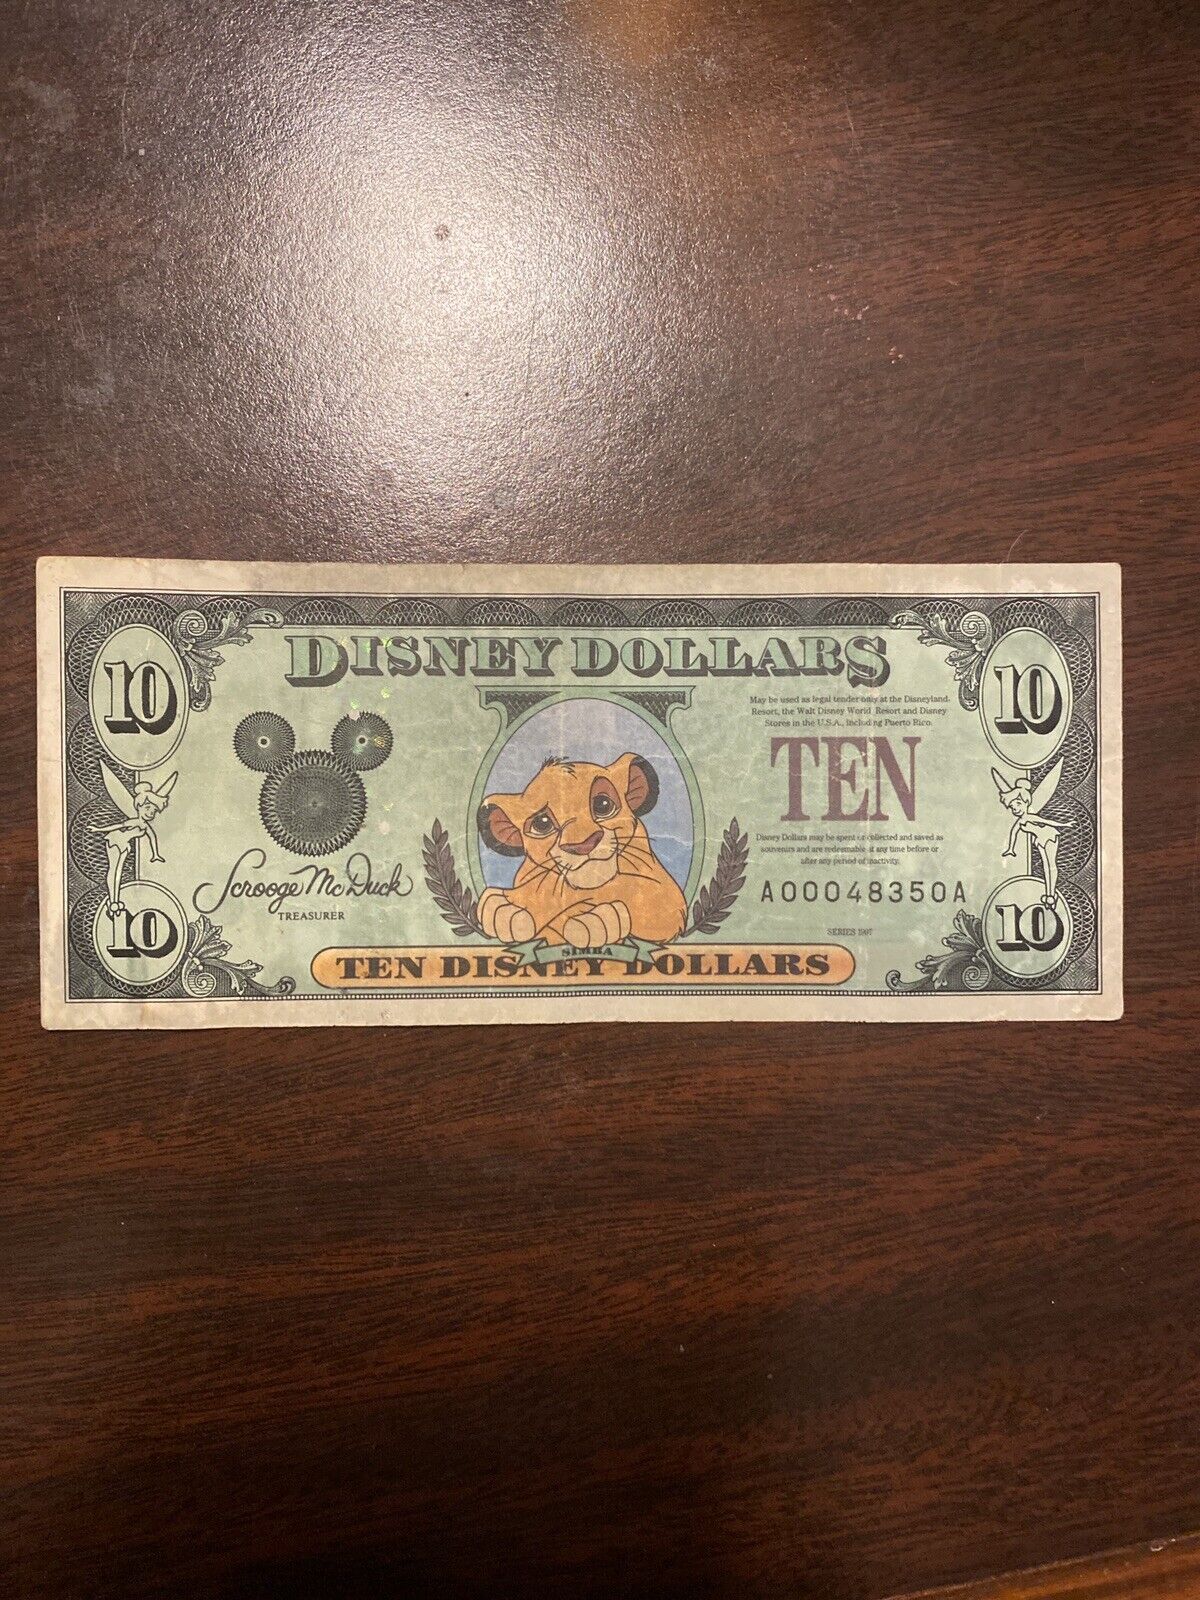 DISNEY DOLLARS
10
10
May be used as legal tender only at the Disneyland
Resort, the Walt Disney World Resort and Disney
Stores in the U.S.A., including Puerto Rico.
TEN
Disney Dollars may be spent or collected and saved as
souvenirs and are redeemable at any time before or
after any period of inactivity.
Scrooge McDuck
TREASURER
A00048350A
SERIES 1997
10
10
SIMBA
TEN DISNEY DOLLARS